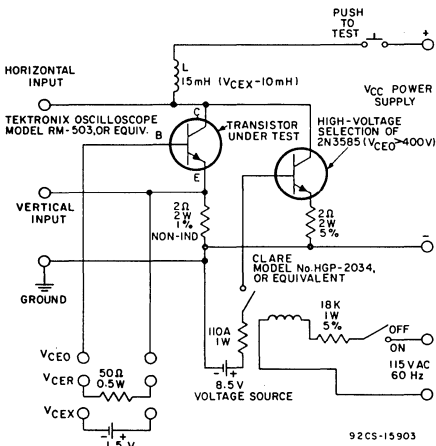 PUSH
TO
TEST
+
L
15mH (VCEX-10mH)
HORIZONTAL
INPUT
VCC POWER
SUPPLY
C
TEKTRONIX OSCILLOSCOPE
MODEL RM-503, OR EQUIV.
B
TRANSISTOR
UNDER TEST
HIGH-VOLTAGE
SELECTION OF
2N3585 (VCEO>400V)
E
VERTICAL
INPUT
2Ω
2W
1%
NON-IND
2Ω
2W
5%
−
GROUND
CLARE
MODEL No. HGP-2034,
OR EQUIVALENT
18K
1W
5%
OFF
ON
110A
1W
115 VAC
60 Hz
VCEO
50Ω
0.5W
VCER
- +
8.5V
VOLTAGE SOURCE
VCEX
- +
1.5V
92CS-15903